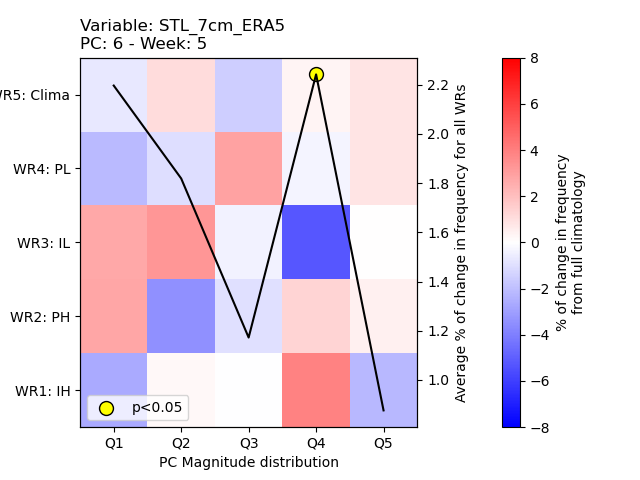 Variable: STL_7cm_ERA5
PC: 6 - Week: 5
WR5: Clima
WR4: PL
WR3: IL
WR2: PH
WR1: IH
p<0.05
Q1 Q2 Q3 Q4 Q5
PC Magnitude distribution
2.2
2.0
1.8
1.6
1.4
1.2
1.0
Average % of change in frequency for all WRs
8
6
4
2
0
−2
−4
−6
−8
% of change in frequency
from full climatology